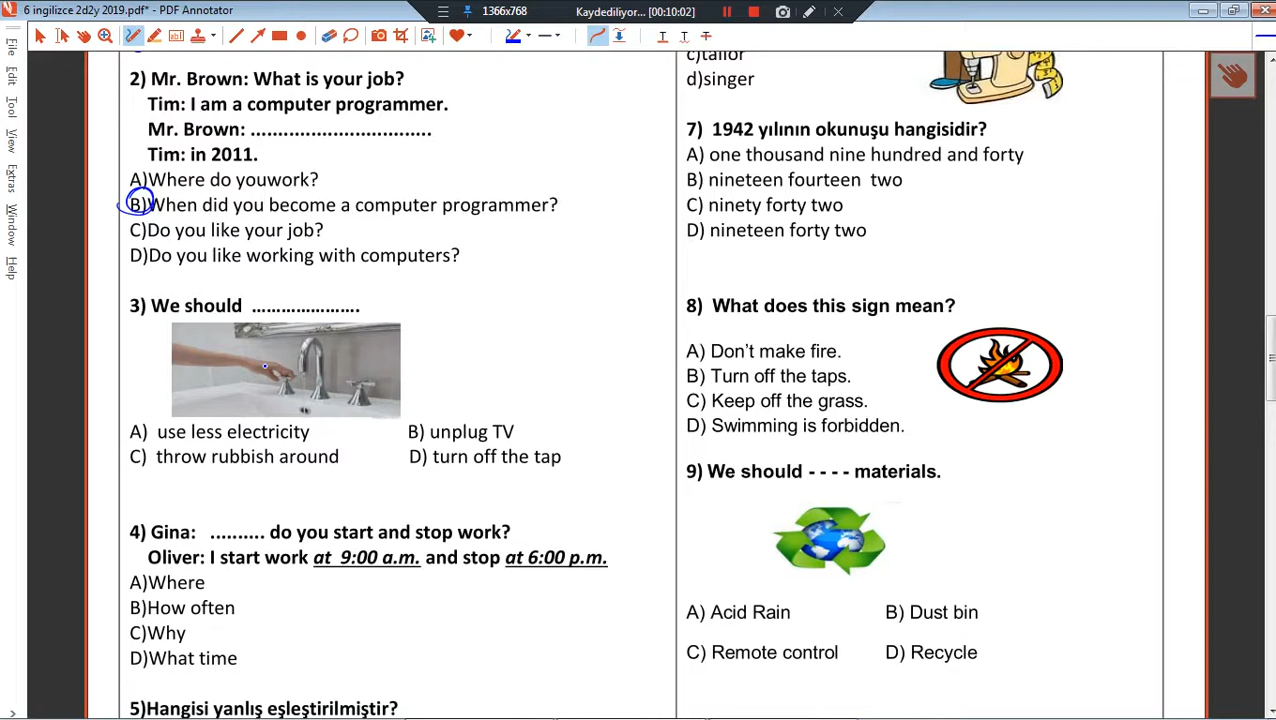 6 ingilizce 2d2y 2019.pdf* - PDF Annotator
1366x768
Kaydediliyor...
00:10:02
File
Edit
Tool
View
Extras
Window
Help
2) Mr. Brown: What is your job?
Tim: I am a computer programmer.
Mr. Brown: .................................
Tim: in 2011.
A)Where do youwork?
B)When did you become a computer programmer?
C)Do you like your job?
D)Do you like working with computers?
3) We should ......................
A) use less electricity B) unplug TV
C) throw rubbish around D) turn off the tap
4) Gina: .......... do you start and stop work?
Oliver: I start work at 9:00 a.m. and stop at 6:00 p.m.
A)Where
B)How often
C)Why
D)What time
5)Hangisi yanlış eşleştirilmiştir?
c)tailor
d)singer
7) 1942 yılının okunuşu hangisidir?
A) one thousand nine hundred and forty
B) nineteen fourteen two
C) ninety forty two
D) nineteen forty two
8) What does this sign mean?
A) Don't make fire.
B) Turn off the taps.
C) Keep off the grass.
D) Swimming is forbidden.
9) We should - - - - materials.
A) Acid Rain B) Dust bin
C) Remote control D) Recycle